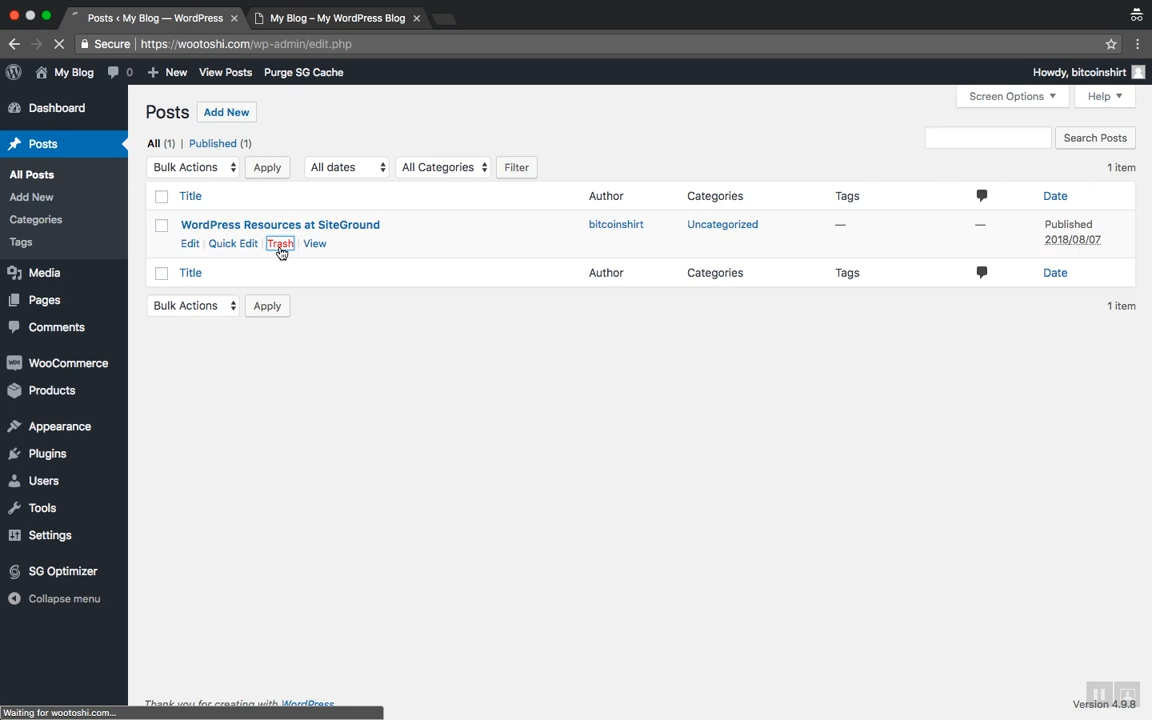 Posts ‹ My Blog — WordPress
My Blog – My WordPress Blog
Secure https://wootoshi.com/wp-admin/edit.php
My Blog 0 New View Posts Purge SG Cache Howdy, bitcoinshirt
Screen Options Help
Dashboard
Posts
All Posts
Add New
Categories
Tags
Media
Pages
Comments
WooCommerce
Products
Appearance
Plugins
Users
Tools
Settings
SG Optimizer
Collapse menu
Posts Add New
All (1) | Published (1)
Search Posts
Bulk Actions Apply All dates All Categories Filter 1 item
Title Author Categories Tags Date
WordPress Resources at SiteGround bitcoinshirt Uncategorized — — Published
2018/08/07
Edit | Quick Edit | Trash | View
Title Author Categories Tags Date
Bulk Actions Apply 1 item
Thank you for creating with WordPress
Version 4.9.8
Waiting for wootoshi.com...